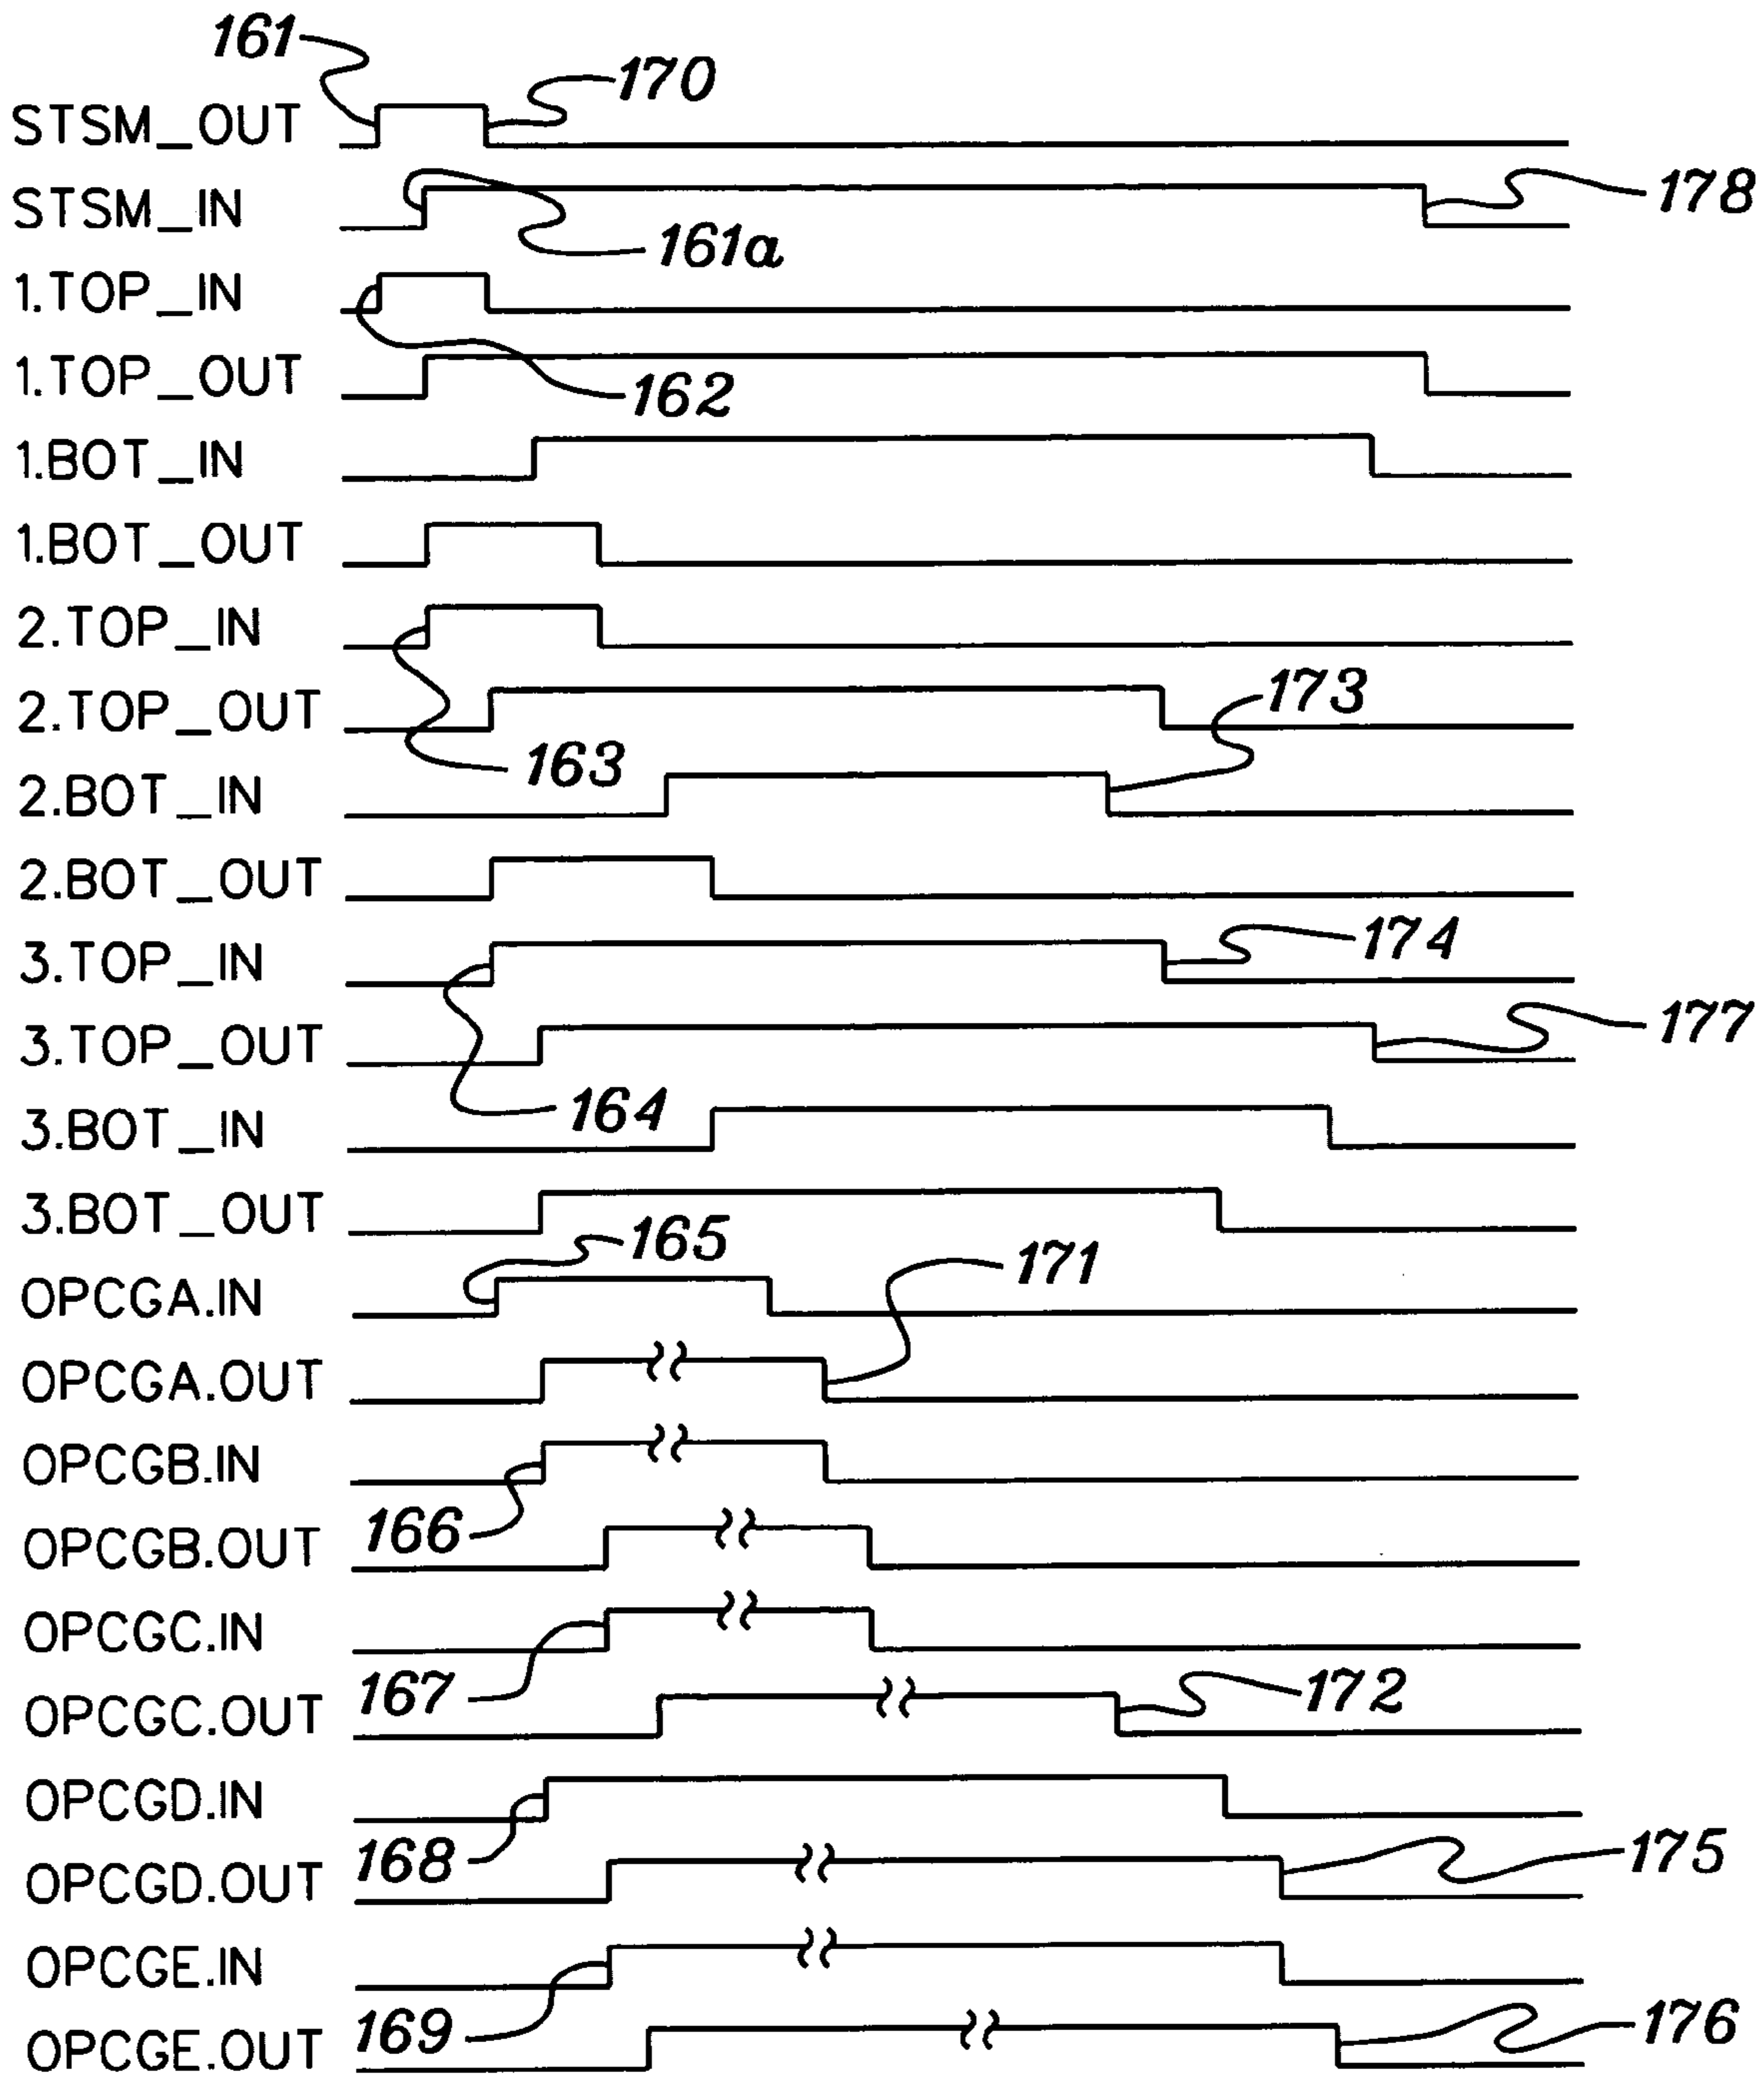 161
170
STSM_OUT
STSM_IN
178
161a
1.TOP_IN
1.TOP_OUT
162
1.BOT_IN
1.BOT_OUT
2.TOP_IN
2.TOP_OUT
173
163
2.BOT_IN
2.BOT_OUT
3.TOP_IN
174
3.TOP_OUT
177
164
3.BOT_IN
3.BOT_OUT
165
171
OPCGA.IN
OPCGA.OUT
OPCGB.IN
166
OPCGB.OUT
OPCGC.IN
167
172
OPCGC.OUT
OPCGD.IN
168
175
OPCGD.OUT
OPCGE.IN
169
176
OPCGE.OUT